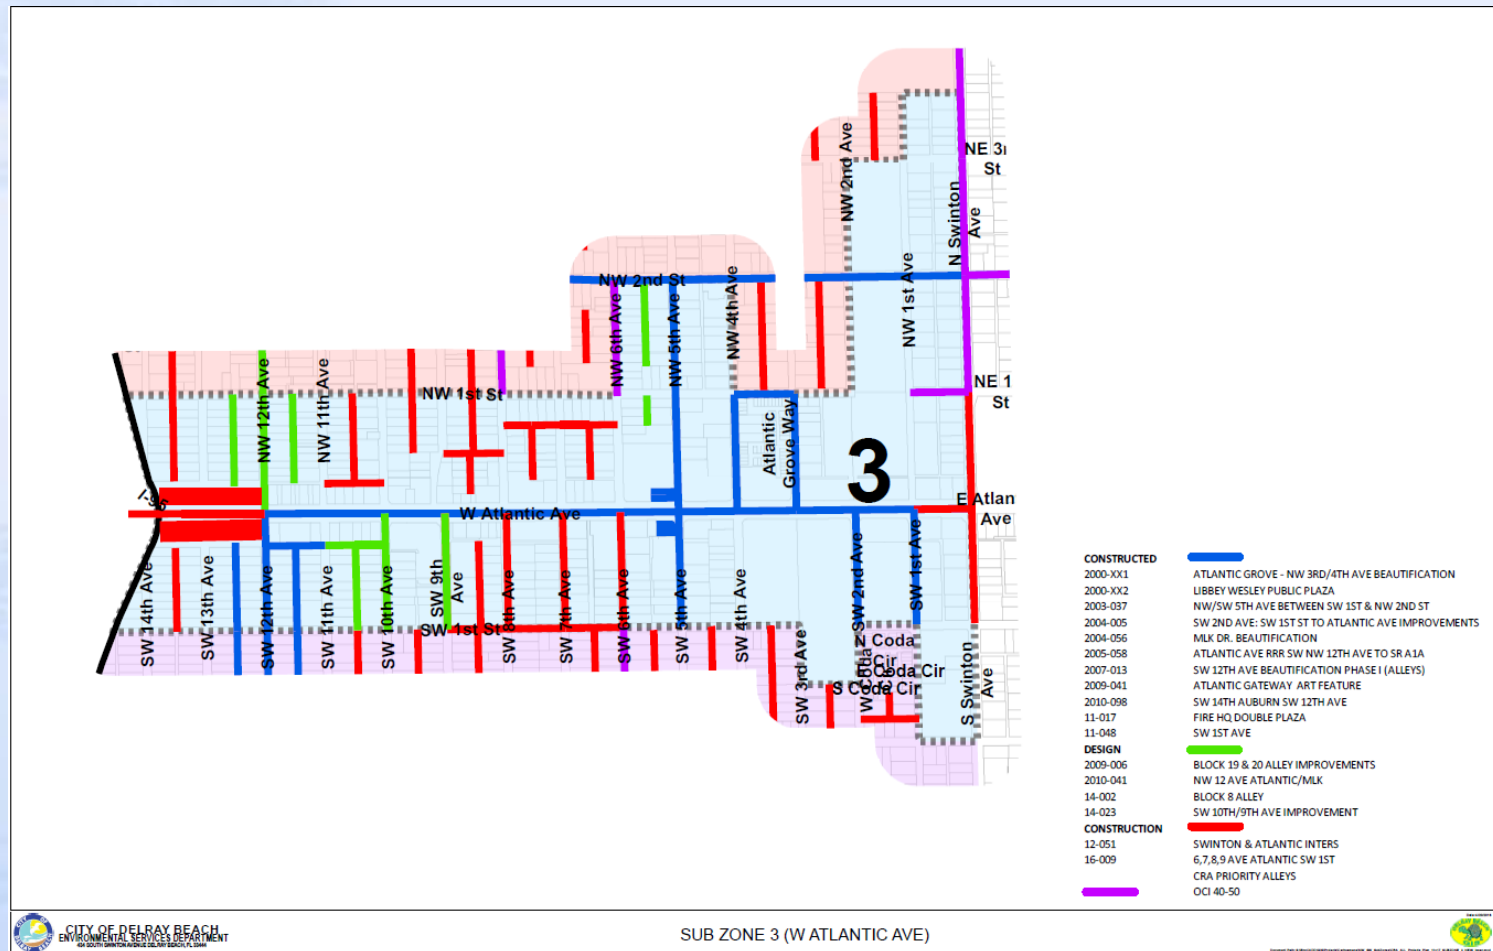 NE 3r
St
NW 2nd Ave
N Swinton
Ave
NW 1st Ave
NW 2nd St
NW 6th Ave
NW 5th Ave
NW 4th Ave
NE 1
St
NW 12th Ave
NW 11th Ave
NW 1st St
Atlantic
Grove Way
3
I-95
W Atlantic Ave
E Atlan
Ave
SW 14th Ave
SW 13th Ave
SW 12th Ave
SW 11th Ave
SW 10th Ave
SW 9th
Ave
SW 1st St
SW 8th Ave
SW 7th Ave
SW 6th Ave
SW 5th Ave
SW 4th Ave
SW 3rd Ave
SW 2nd Ave
SW 1st Ave
N Coda
Cir
W Coda
E Coda Cir
S Coda Cir
S Swinton
Ave
CONSTRUCTED
2000-XX1 ATLANTIC GROVE - NW 3RD/4TH AVE BEAUTIFICATION
2000-XX2 LIBBEY WESLEY PUBLIC PLAZA
2003-037 NW/SW 5TH AVE BETWEEN SW 1ST & NW 2ND ST
2004-005 SW 2ND AVE: SW 1ST ST TO ATLANTIC AVE IMPROVEMENTS
2004-056 MLK DR. BEAUTIFICATION
2005-058 ATLANTIC AVE RRR SW NW 12TH AVE TO SR A1A
2007-013 SW 12TH AVE BEAUTIFICATION PHASE I (ALLEYS)
2009-041 ATLANTIC GATEWAY ART FEATURE
2010-098 SW 14TH AUBURN SW 12TH AVE
11-017 FIRE HQ DOUBLE PLAZA
11-048 SW 1ST AVE
DESIGN
2009-006 BLOCK 19 & 20 ALLEY IMPROVEMENTS
2010-041 NW 12 AVE ATLANTIC/MLK
14-002 BLOCK 8 ALLEY
14-023 SW 10TH/9TH AVE IMPROVEMENT
CONSTRUCTION
12-051 SWINTON & ATLANTIC INTERS
16-009 6,7,8,9 AVE ATLANTIC SW 1ST
CRA PRIORITY ALLEYS
OCI 40-50
CITY OF DELRAY BEACH
ENVIRONMENTAL SERVICES DEPARTMENT
434 SOUTH SWINTON AVENUE DELRAY BEACH, FL 33444
SUB ZONE 3 (W ATLANTIC AVE)